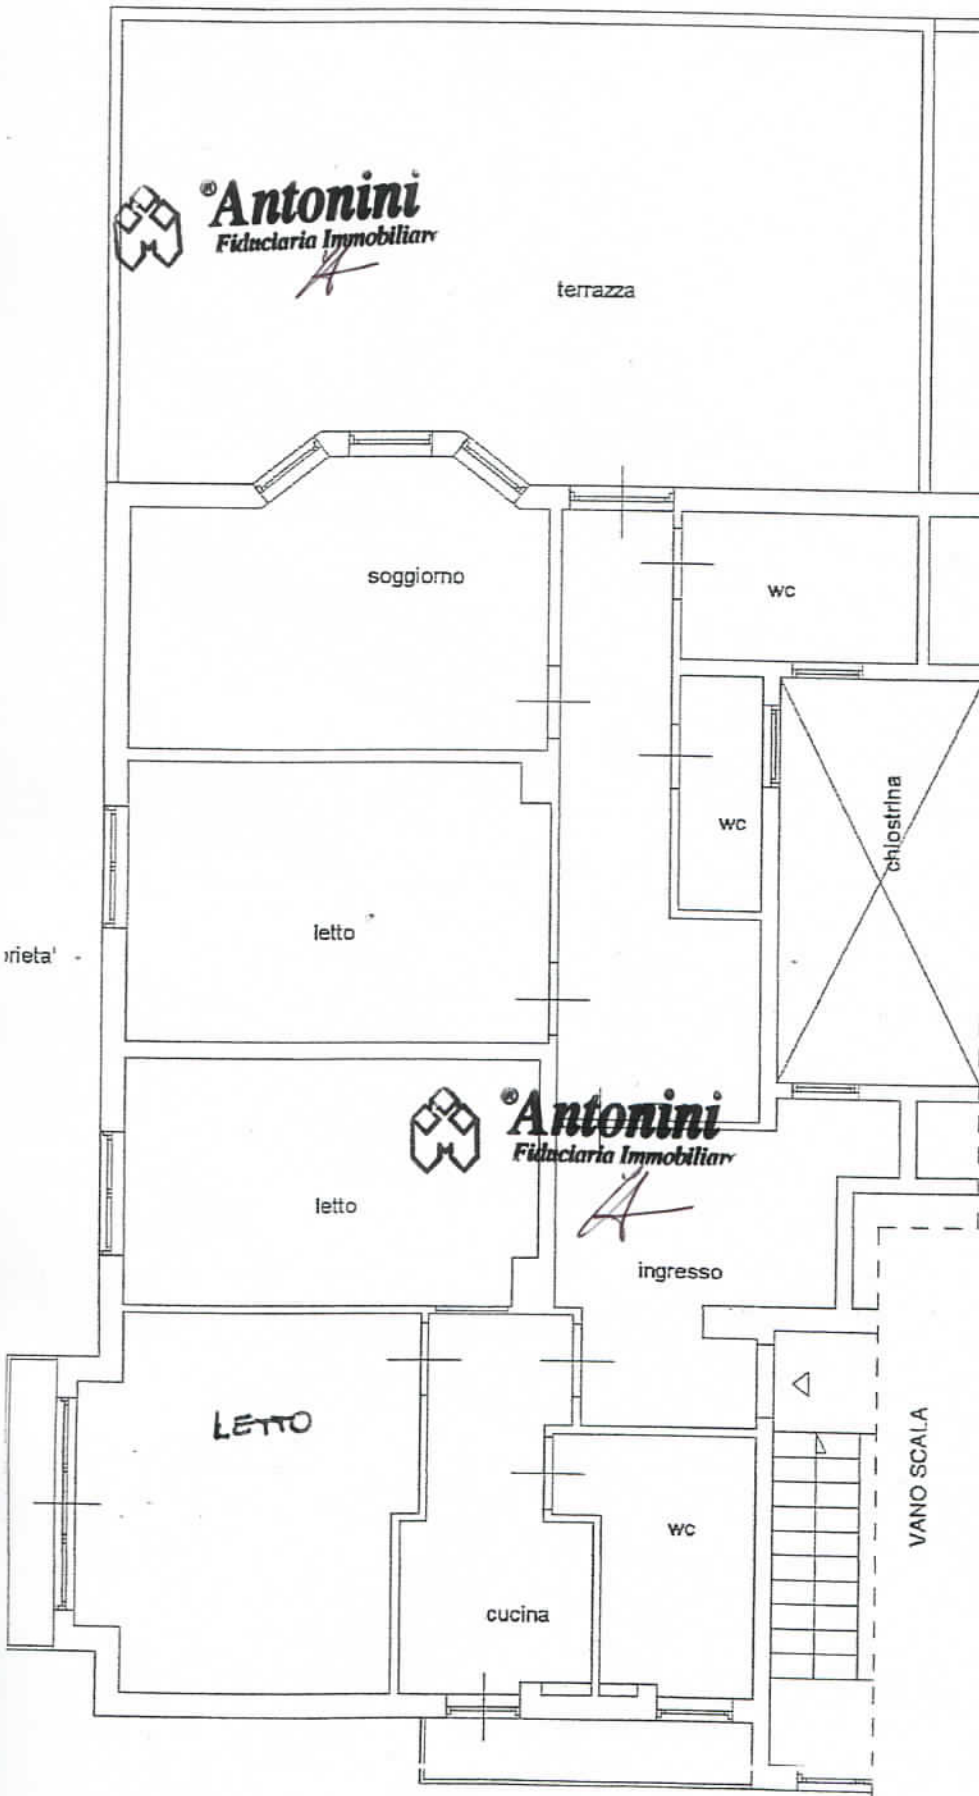 ®Antonini
Fiduciaria Immobiliare
terrazza
soggiorno
wc
wc
chiostrina
letto
letto
®Antonini
Fiduciaria Immobiliare
ingresso
LETTO
VANO SCALA
wc
cucina